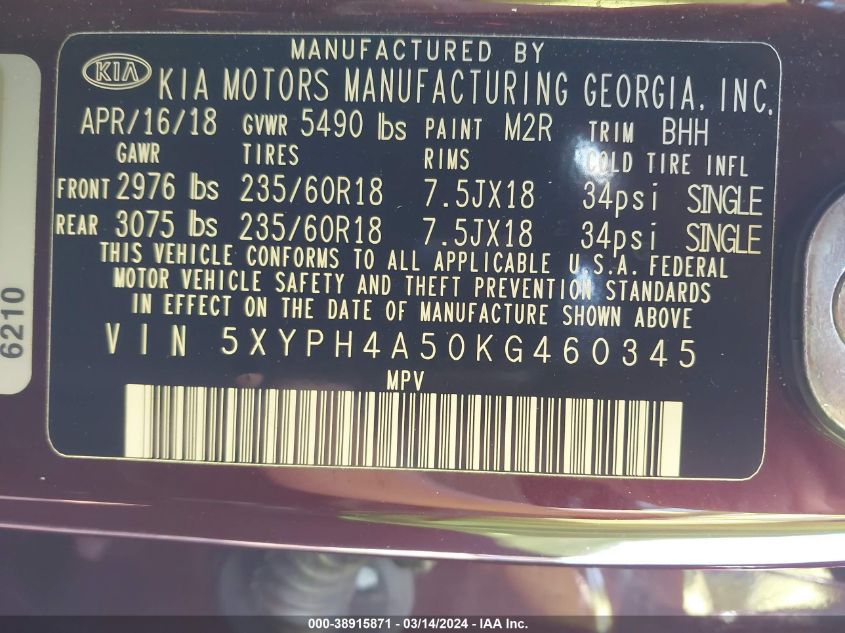 MANUFACTURED BY
KIA KIA MOTORS MANUFACTURING GEORGIA, INC.
APR/16/18 GVWR 5490 lbs PAINT M2R TRIM BHH
GAWR TIRES RIMS COLD TIRE INFL
FRONT 2976 lbs 235/60R18 7.5JX18 34psi SINGLE
REAR 3075 lbs 235/60R18 7.5JX18 34psi SINGLE
THIS VEHICLE CONFORMS TO ALL APPLICABLE U.S.A. FEDERAL
MOTOR VEHICLE SAFETY AND THEFT PREVENTION STANDARDS
IN EFFECT ON THE DATE OF MANUFACTURE SHOWN ABOVE
VIN 5XYPH4A50KG460345
MPV
6210
000-38915871 - 03/14/2024 - IAA, Inc.